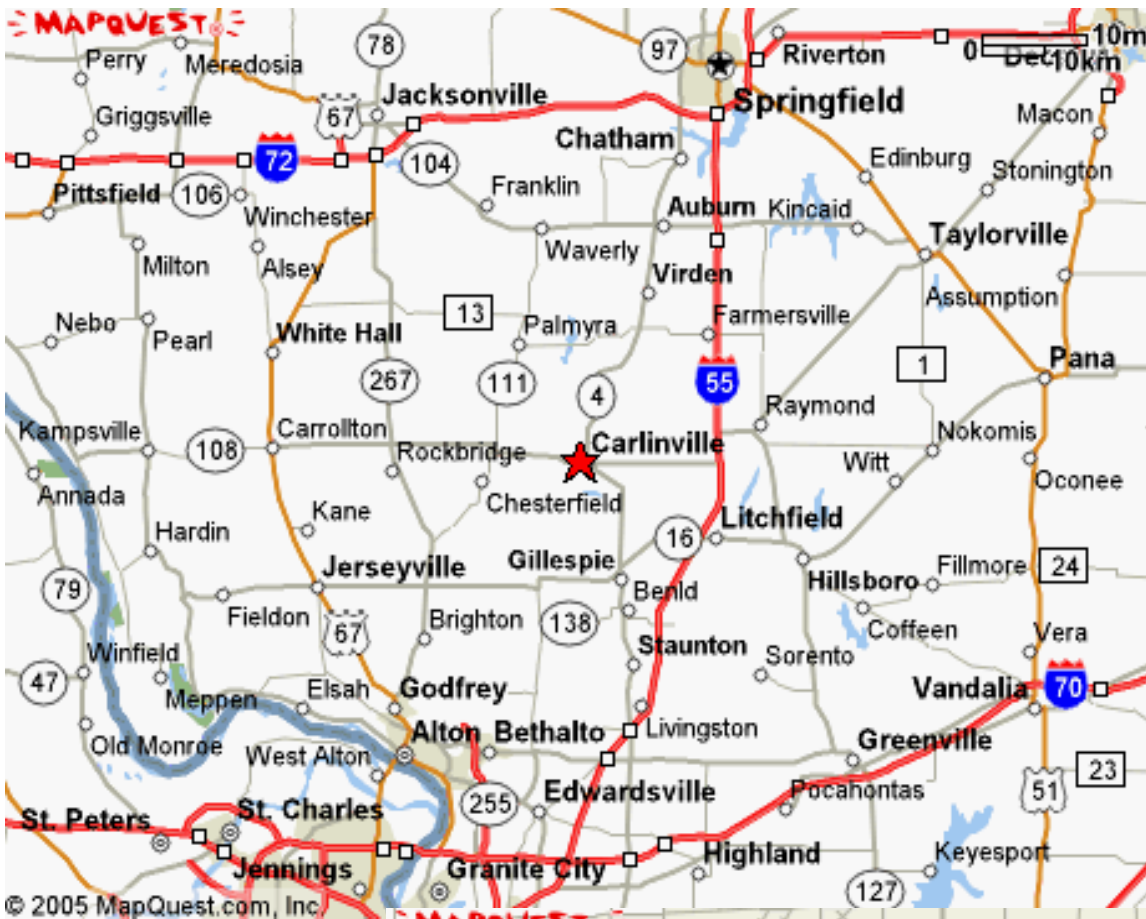 MAPQUEST®
78
97
10m
0
10km
Dec
Perry
Meredosia
Riverton
67
Jacksonville
Springfield
Griggsville
Macon
Chatham
72
104
Edinburg
Stonington
Pittsfield
106
Franklin
Winchester
Auburn
Kincaid
Milton
Alsey
Waverly
Taylorville
Virden
Assumption
13
Nebo
Pearl
White Hall
Palmyra
Farmersville
267
111
4
55
1
Pana
Raymond
Kampsville
108
Carrollton
Carlinville
Nokomis
Rockbridge
Witt
Oconee
Annada
Chesterfield
Kane
Litchfield
Hardin
16
Gillespie
Jerseyville
Hillsboro
Fillmore
24
79
Benld
Fieldon
67
Brighton
138
Coffeen
Vera
Winfield
Staunton
Sorento
47
Meppen
Elsah
Godfrey
Vandalia
70
Old Monroe
Alton
Bethalto
Livingston
Greenville
West Alton
23
255
Edwardsville
Pocahontas
51
St. Peters
St. Charles
Jennings
Granite City
Highland
Keyesport
127
© 2005 MapQuest.com, Inc.
MAPQUEST